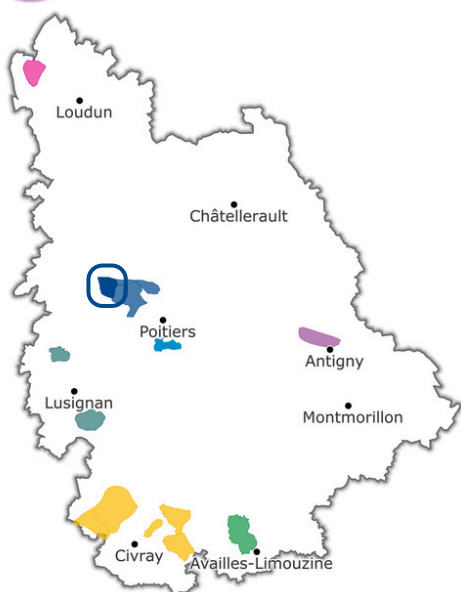 Loudun
Châtellerault
Poitiers
Antigny
Lusignan
Montmorillon
Civray
Availles-Limouzine